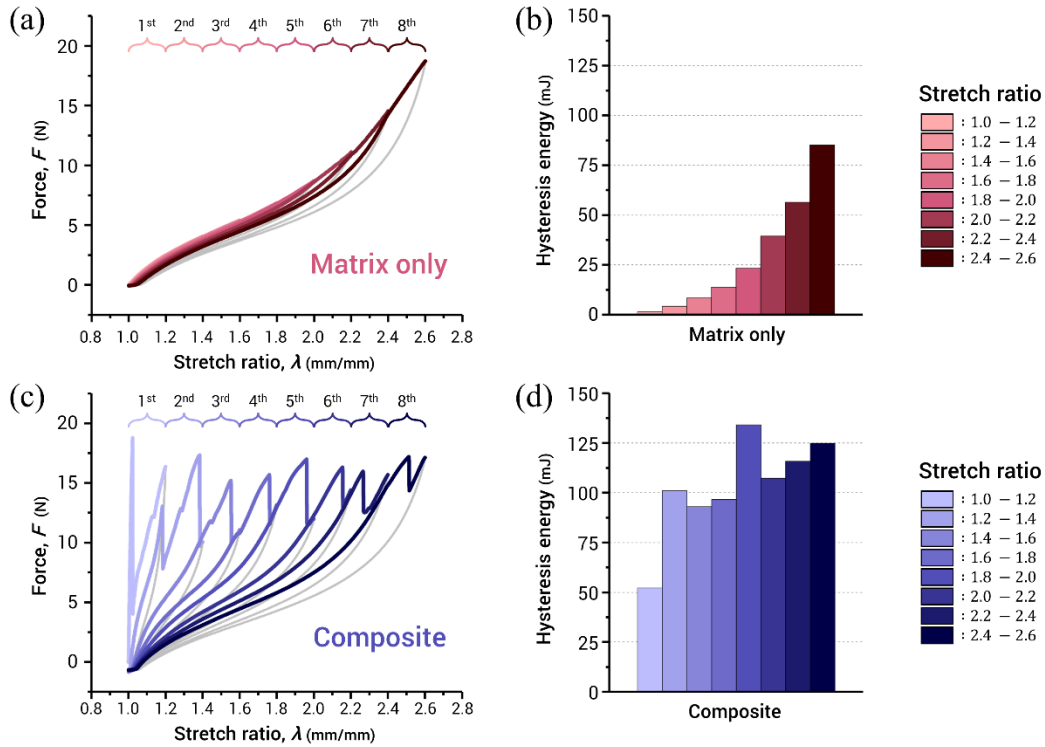 (a)
1st 2nd 3rd 4th 5th 6th 7th 8th
20
15
10
5
0
Force, F (N)
Matrix only
0.8 1.0 1.2 1.4 1.6 1.8 2.0 2.2 2.4 2.6 2.8
Stretch ratio, λ (mm/mm)
(b)
150
125
100
75
50
25
0
Hysteresis energy (mJ)
Matrix only
Stretch ratio
: 1.0 − 1.2
: 1.2 − 1.4
: 1.4 − 1.6
: 1.6 − 1.8
: 1.8 − 2.0
: 2.0 − 2.2
: 2.2 − 2.4
: 2.4 − 2.6
(c)
1st 2nd 3rd 4th 5th 6th 7th 8th
20
15
10
5
0
Force, F (N)
Composite
0.8 1.0 1.2 1.4 1.6 1.8 2.0 2.2 2.4 2.6 2.8
Stretch ratio, λ (mm/mm)
(d)
150
125
100
75
50
25
0
Hysteresis energy (mJ)
Composite
Stretch ratio
: 1.0 − 1.2
: 1.2 − 1.4
: 1.4 − 1.6
: 1.6 − 1.8
: 1.8 − 2.0
: 2.0 − 2.2
: 2.2 − 2.4
: 2.4 − 2.6